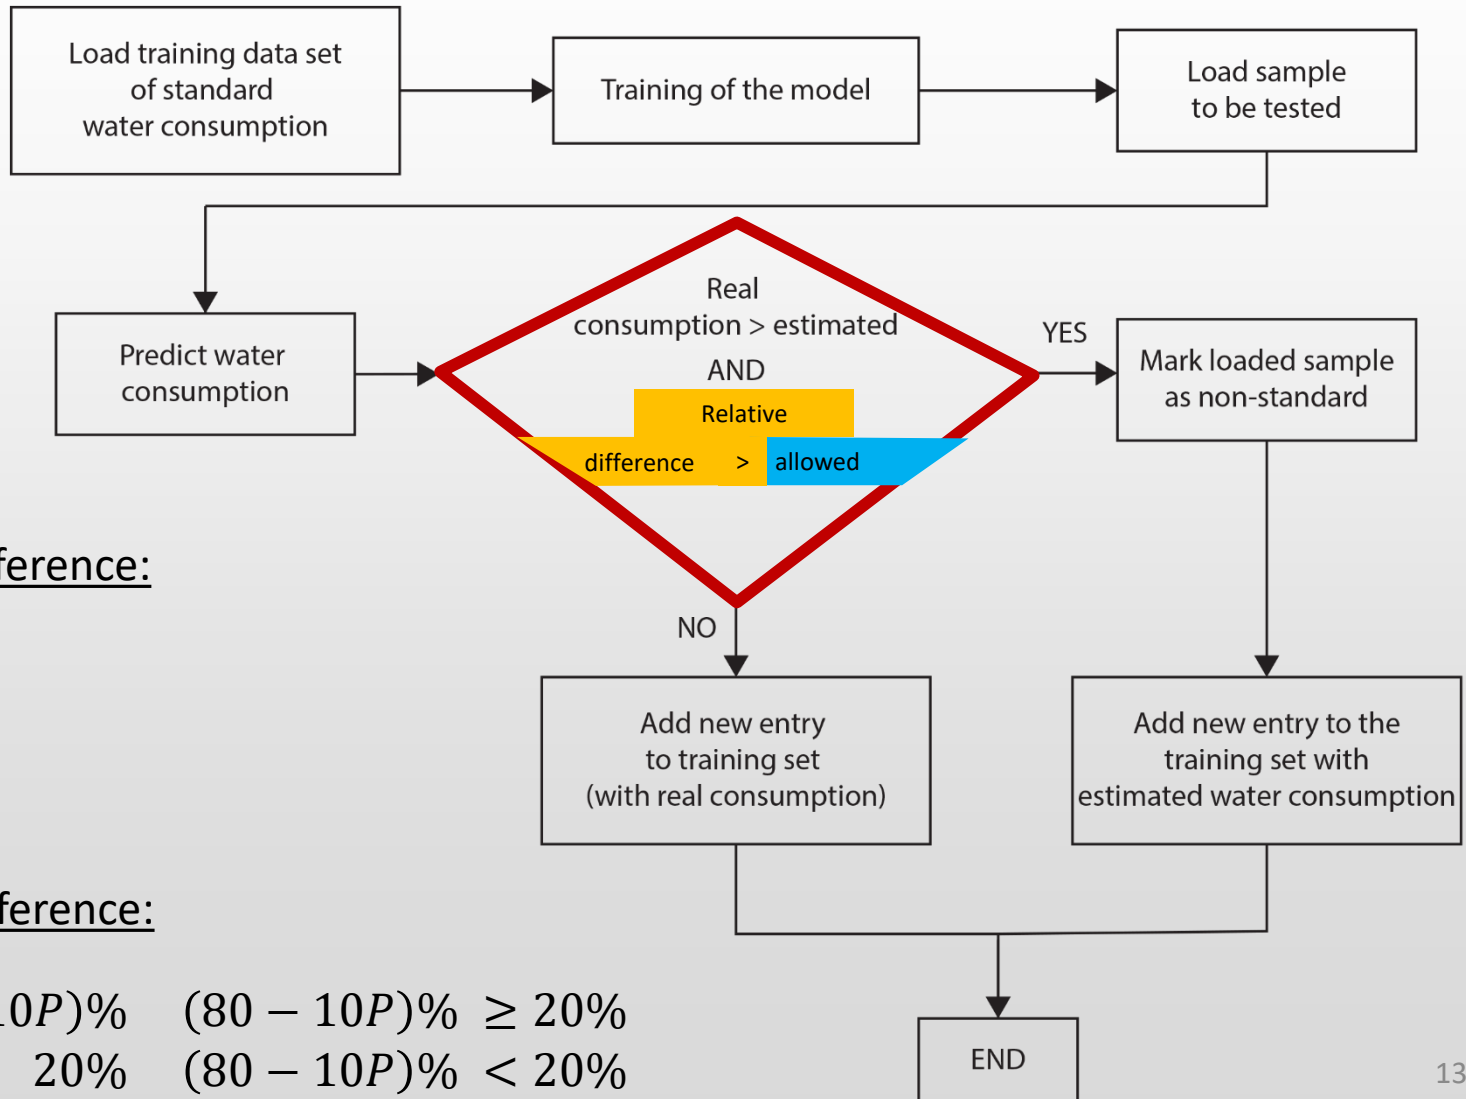 Load training data set
of standard
water consumption
Training of the model
Load sample
to be tested
Predict water
consumption
Real
consumption > estimated
AND
Relative
difference > allowed
YES
Mark loaded sample
as non-standard
NO
Add new entry
to training set
(with real consumption)
Add new entry to the
training set with
estimated water consumption
ference:
ference:
0P)% (80 − 10P)% ≥ 20%
20% (80 − 10P)% < 20%
END
13